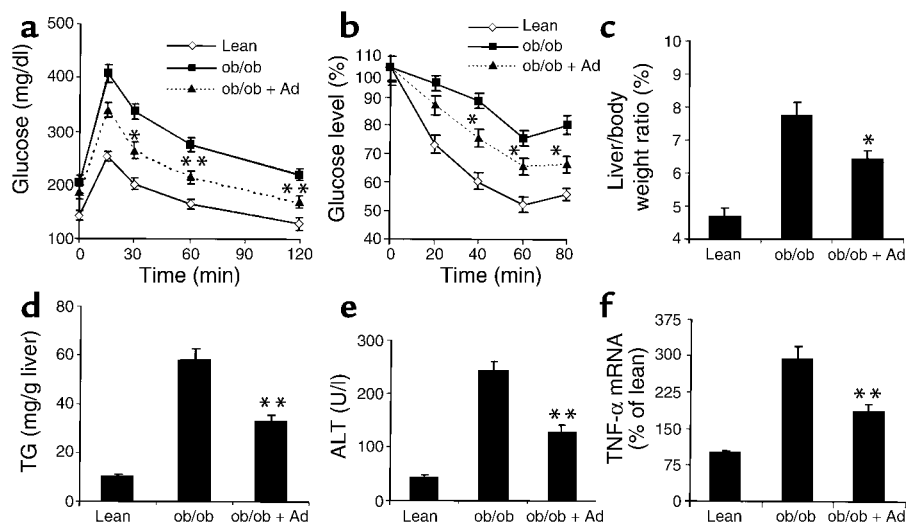 a
500
400
300
200
100
Glucose (mg/dl)
Lean
ob/ob
ob/ob + Ad
*
* *
* *
0 30 60 90 120
Time (min)
b
110
100
90
80
70
60
50
40
Glucose level (%)
Lean
ob/ob
ob/ob + Ad
*
*
*
0 20 40 60 80
Time (min)
c
9
8
7
6
5
4
Liver/body
weight ratio (%)
*
Lean ob/ob ob/ob + Ad
d
80
60
40
20
0
TG (mg/g liver)
* *
Lean ob/ob ob/ob + Ad
e
300
200
100
0
ALT (U/l)
* *
Lean ob/ob ob/ob + Ad
f
375
300
225
150
75
0
TNF-α mRNA
(% of lean)
* *
Lean ob/ob ob/ob + Ad